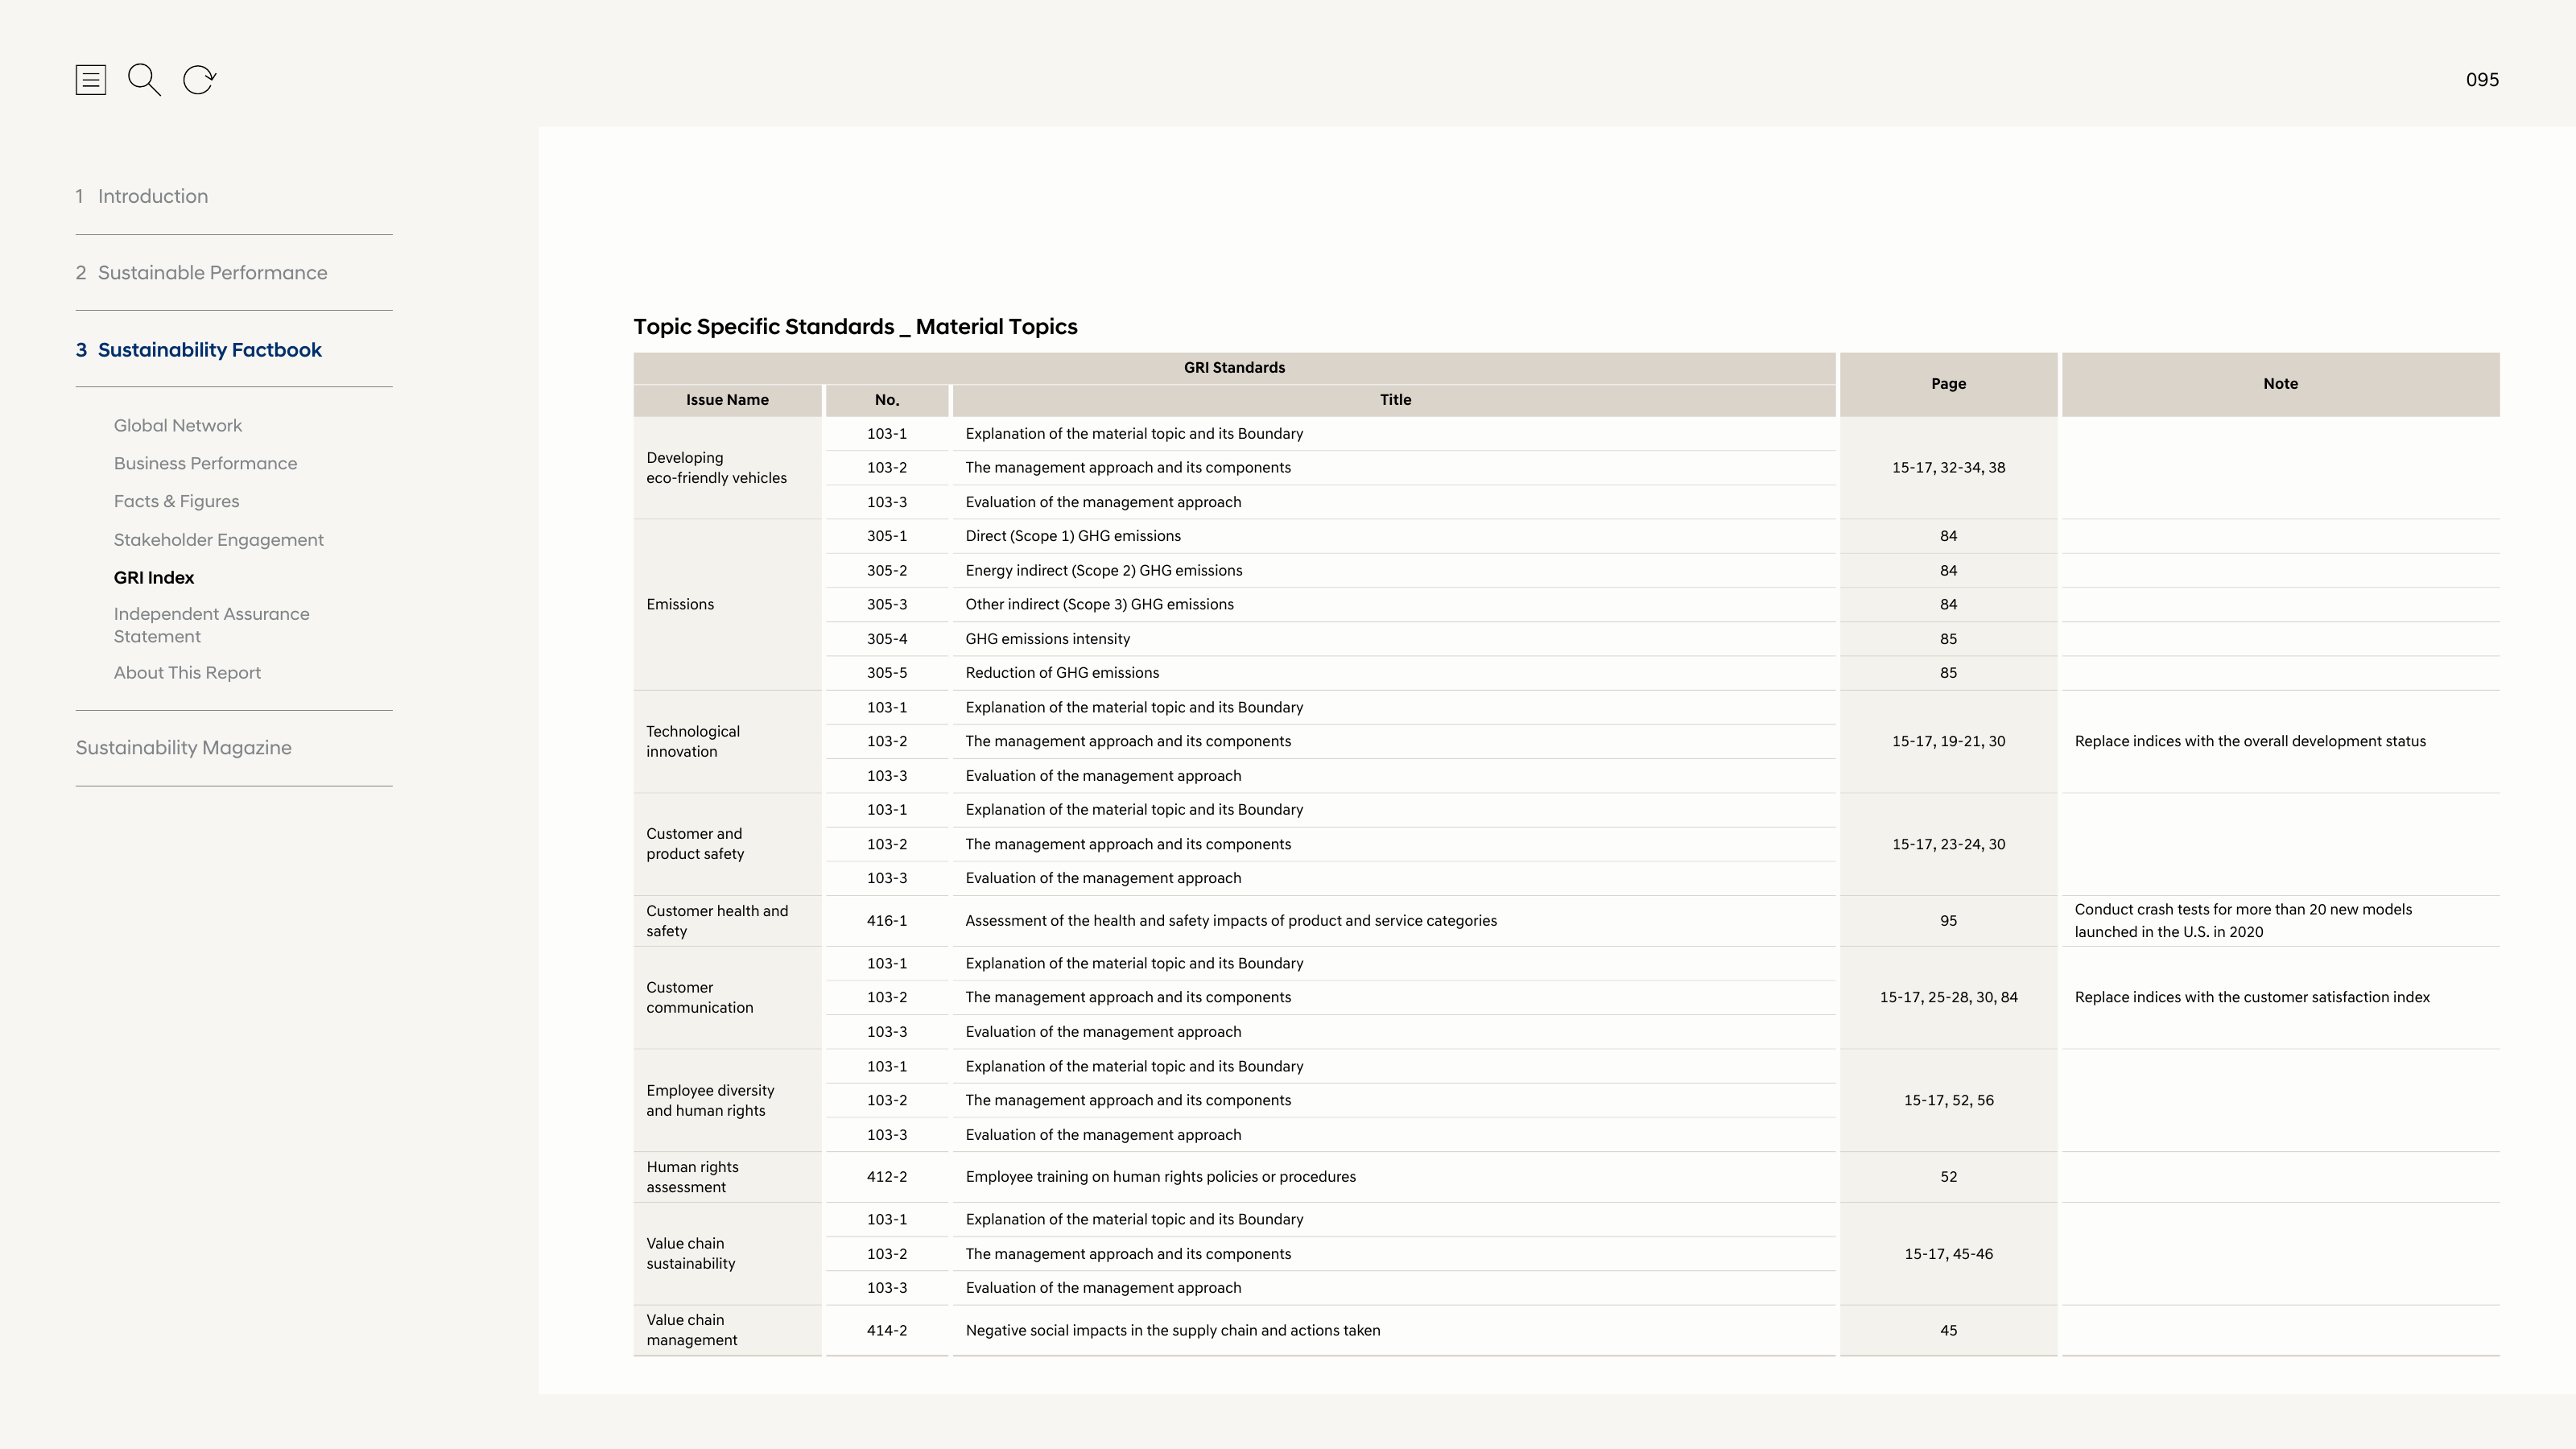 095
1 Introduction
2 Sustainable Performance
3 Sustainability Factbook
Global Network
Business Performance
Facts & Figures
Stakeholder Engagement
GRI Index
Independent Assurance
Statement
About This Report
Sustainability Magazine
Topic Specific Standards _ Material Topics
GRI Standards
Page
Note
Issue Name
No.
Title
Developing
eco-friendly vehicles
103-1 Explanation of the material topic and its Boundary
103-2 The management approach and its components
103-3 Evaluation of the management approach
15-17, 32-34, 38
Emissions
305-1 Direct (Scope 1) GHG emissions 84
305-2 Energy indirect (Scope 2) GHG emissions 84
305-3 Other indirect (Scope 3) GHG emissions 84
305-4 GHG emissions intensity 85
305-5 Reduction of GHG emissions 85
Technological
innovation
103-1 Explanation of the material topic and its Boundary
103-2 The management approach and its components
103-3 Evaluation of the management approach
15-17, 19-21, 30
Replace indices with the overall development status
Customer and
product safety
103-1 Explanation of the material topic and its Boundary
103-2 The management approach and its components
103-3 Evaluation of the management approach
15-17, 23-24, 30
Customer health and
safety
416-1 Assessment of the health and safety impacts of product and service categories 95
Conduct crash tests for more than 20 new models
launched in the U.S. in 2020
Customer
communication
103-1 Explanation of the material topic and its Boundary
103-2 The management approach and its components
103-3 Evaluation of the management approach
15-17, 25-28, 30, 84
Replace indices with the customer satisfaction index
Employee diversity
and human rights
103-1 Explanation of the material topic and its Boundary
103-2 The management approach and its components
103-3 Evaluation of the management approach
15-17, 52, 56
Human rights
assessment
412-2 Employee training on human rights policies or procedures 52
Value chain
sustainability
103-1 Explanation of the material topic and its Boundary
103-2 The management approach and its components
103-3 Evaluation of the management approach
15-17, 45-46
Value chain
management
414-2 Negative social impacts in the supply chain and actions taken 45